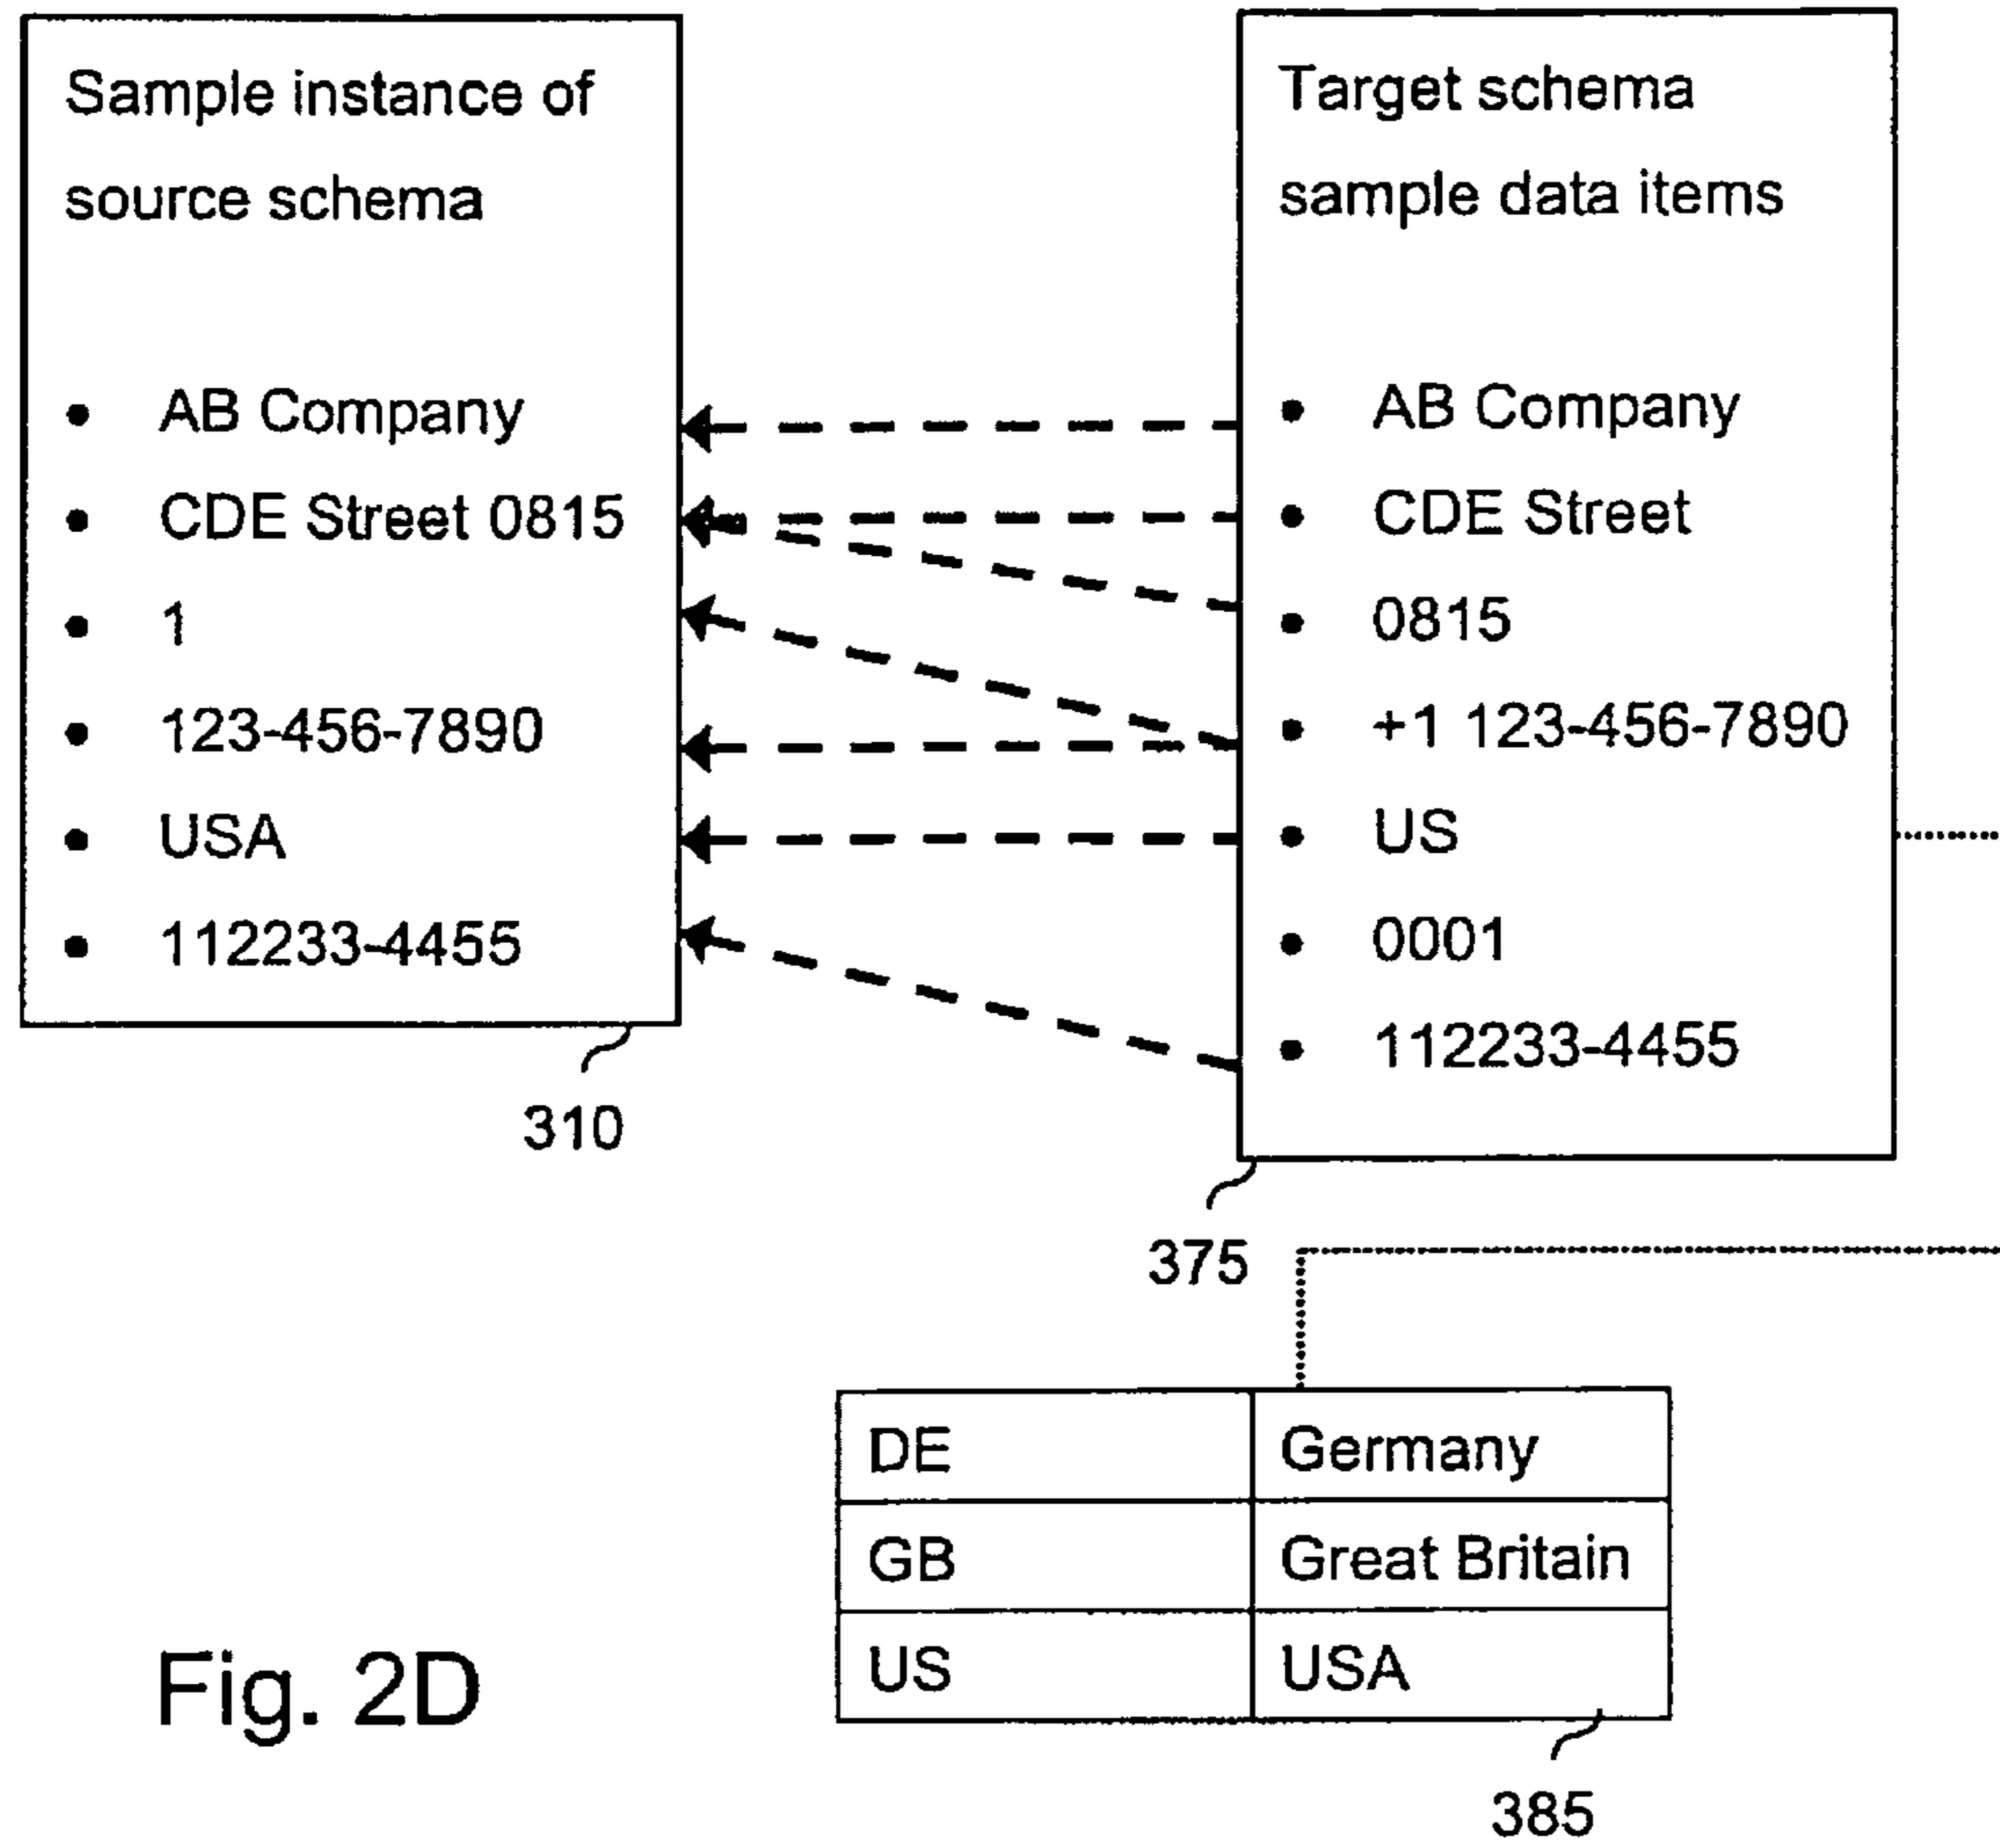 Sample instance of
source schema
• AB Company
• CDE Street 0815
• 1
• 123-456-7890
• USA
• 112233-4455
310
Target schema
sample data items
• AB Company
• CDE Street
• 0815
• +1 123-456-7890
• US
• 0001
• 112233-4455
375
DE Germany
GB Great Britain
US USA
385
Fig. 2D